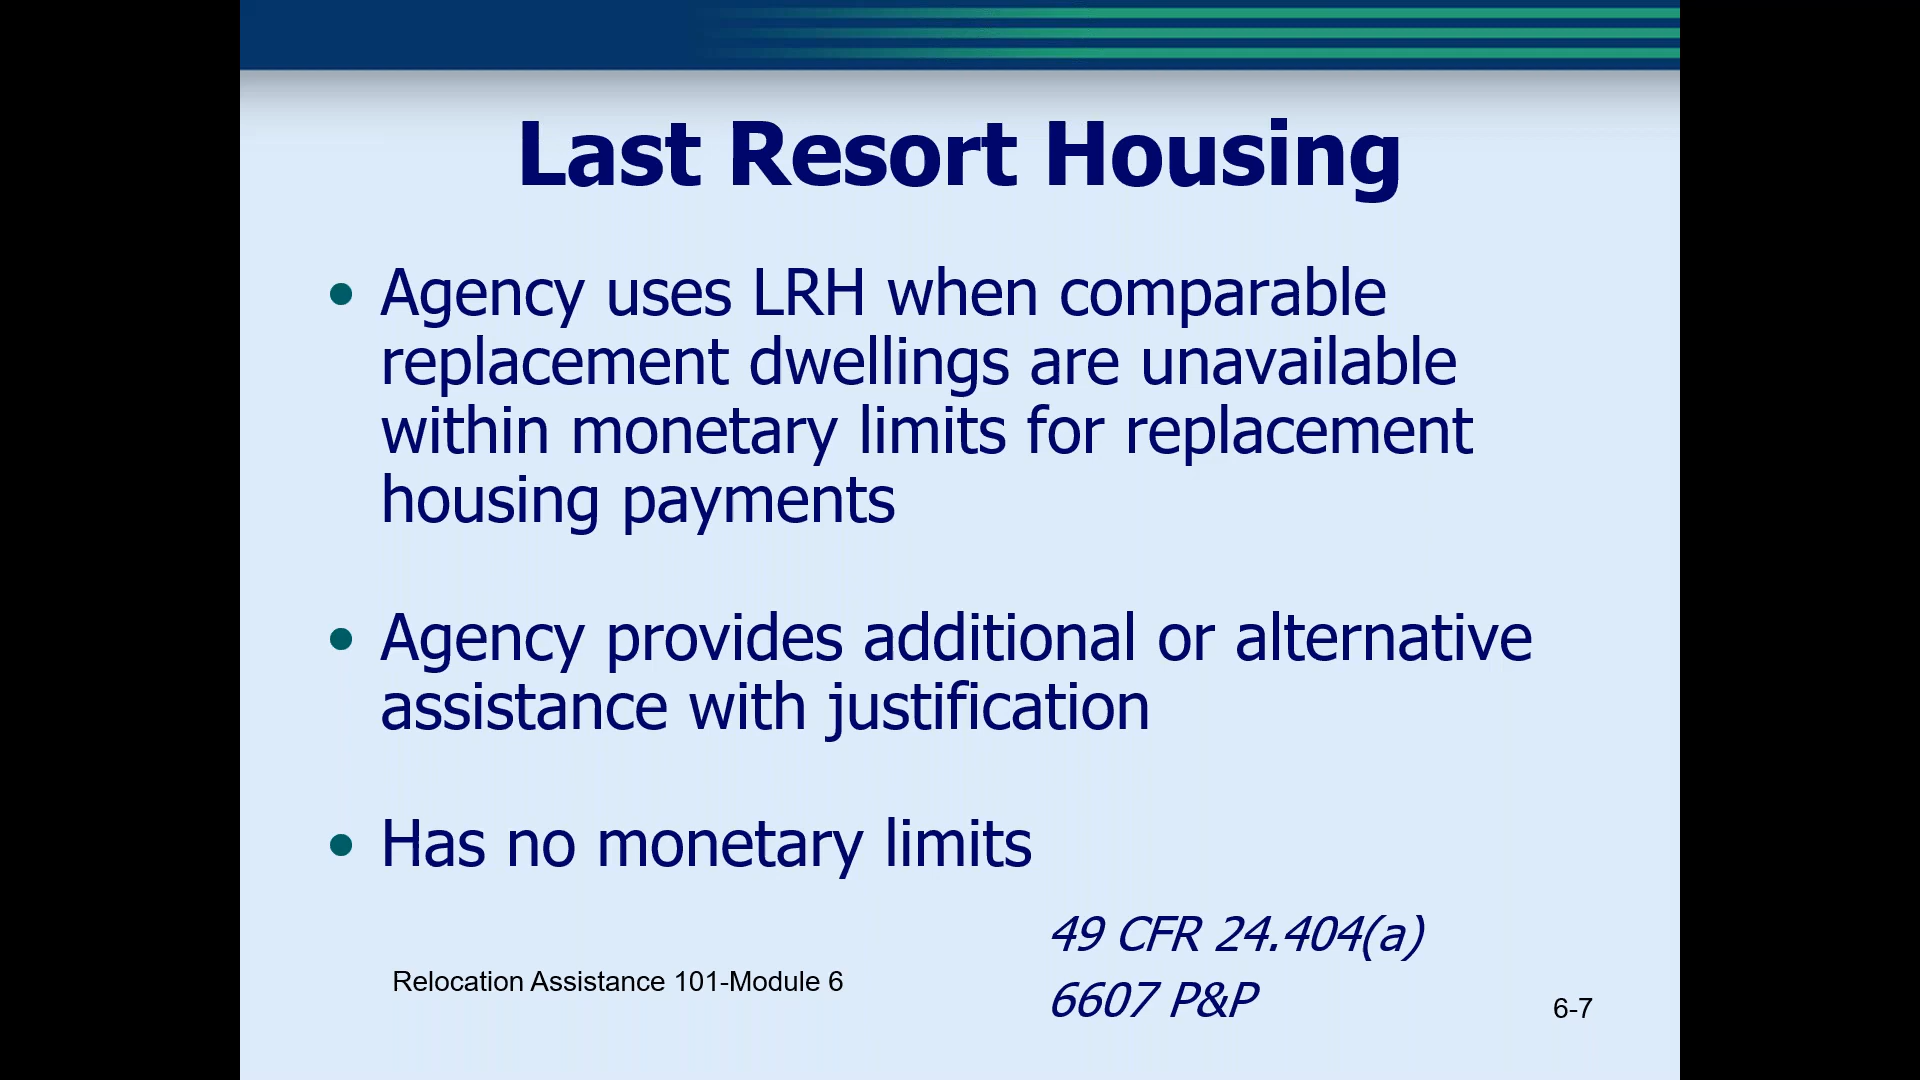 Last Resort Housing
• Agency uses LRH when comparable
replacement dwellings are unavailable
within monetary limits for replacement
housing payments
• Agency provides additional or alternative
assistance with justification
• Has no monetary limits
49 CFR 24.404(a)
6607 P&P
Relocation Assistance 101-Module 6
6-7